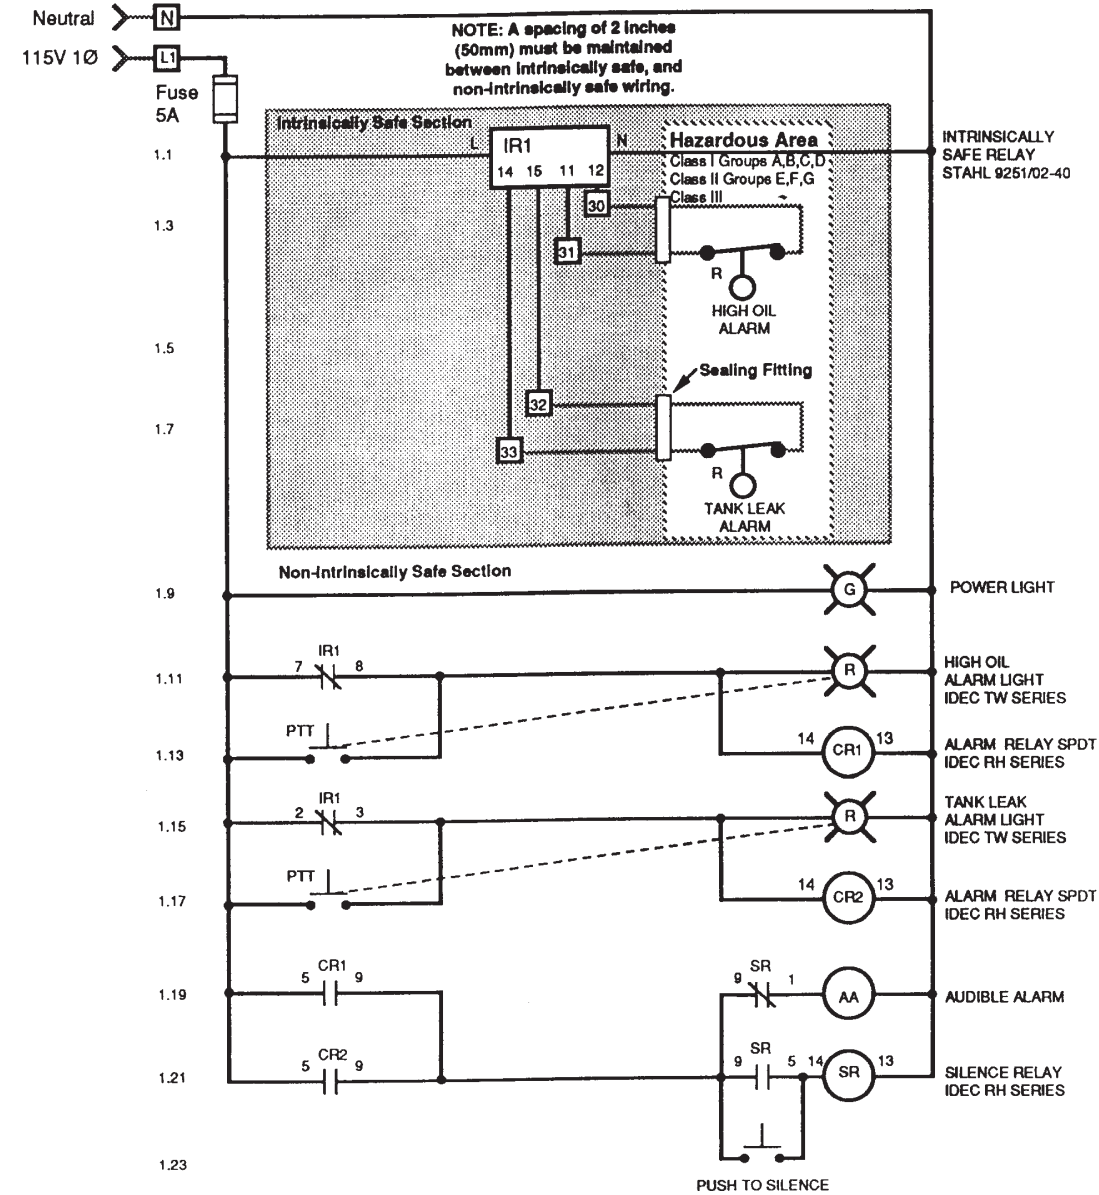 Neutral
N
115V 1Ø
L1
Fuse
5A
NOTE: A spacing of 2 inches
(50mm) must be maintained
between intrinsically safe, and
non-intrinsically safe wiring.
Intrinsically Safe Section
1.1
L
IR1
N
14 15 11 12
Hazardous Area
Class I Groups A,B,C,D
Class II Groups E,F,G
Class III
INTRINSICALLY
SAFE RELAY
STAHL 9251/02-40
30
1.3
31
R
HIGH OIL
ALARM
1.5
Sealing Fitting
32
1.7
33
R
TANK LEAK
ALARM
Non-Intrinsically Safe Section
1.9
G
POWER LIGHT
1.11
IR1
7 8
R
HIGH OIL
ALARM LIGHT
IDEC TW SERIES
1.13
PTT
14 CR1 13
ALARM RELAY SPDT
IDEC RH SERIES
1.15
IR1
2 3
R
TANK LEAK
ALARM LIGHT
IDEC TW SERIES
1.17
PTT
14 CR2 13
ALARM RELAY SPDT
IDEC RH SERIES
1.19
CR1
5 9
SR
9 1
AA
AUDIBLE ALARM
1.21
CR2
5 9
SR
9 5
14 SR 13
SILENCE RELAY
IDEC RH SERIES
1.23
PUSH TO SILENCE